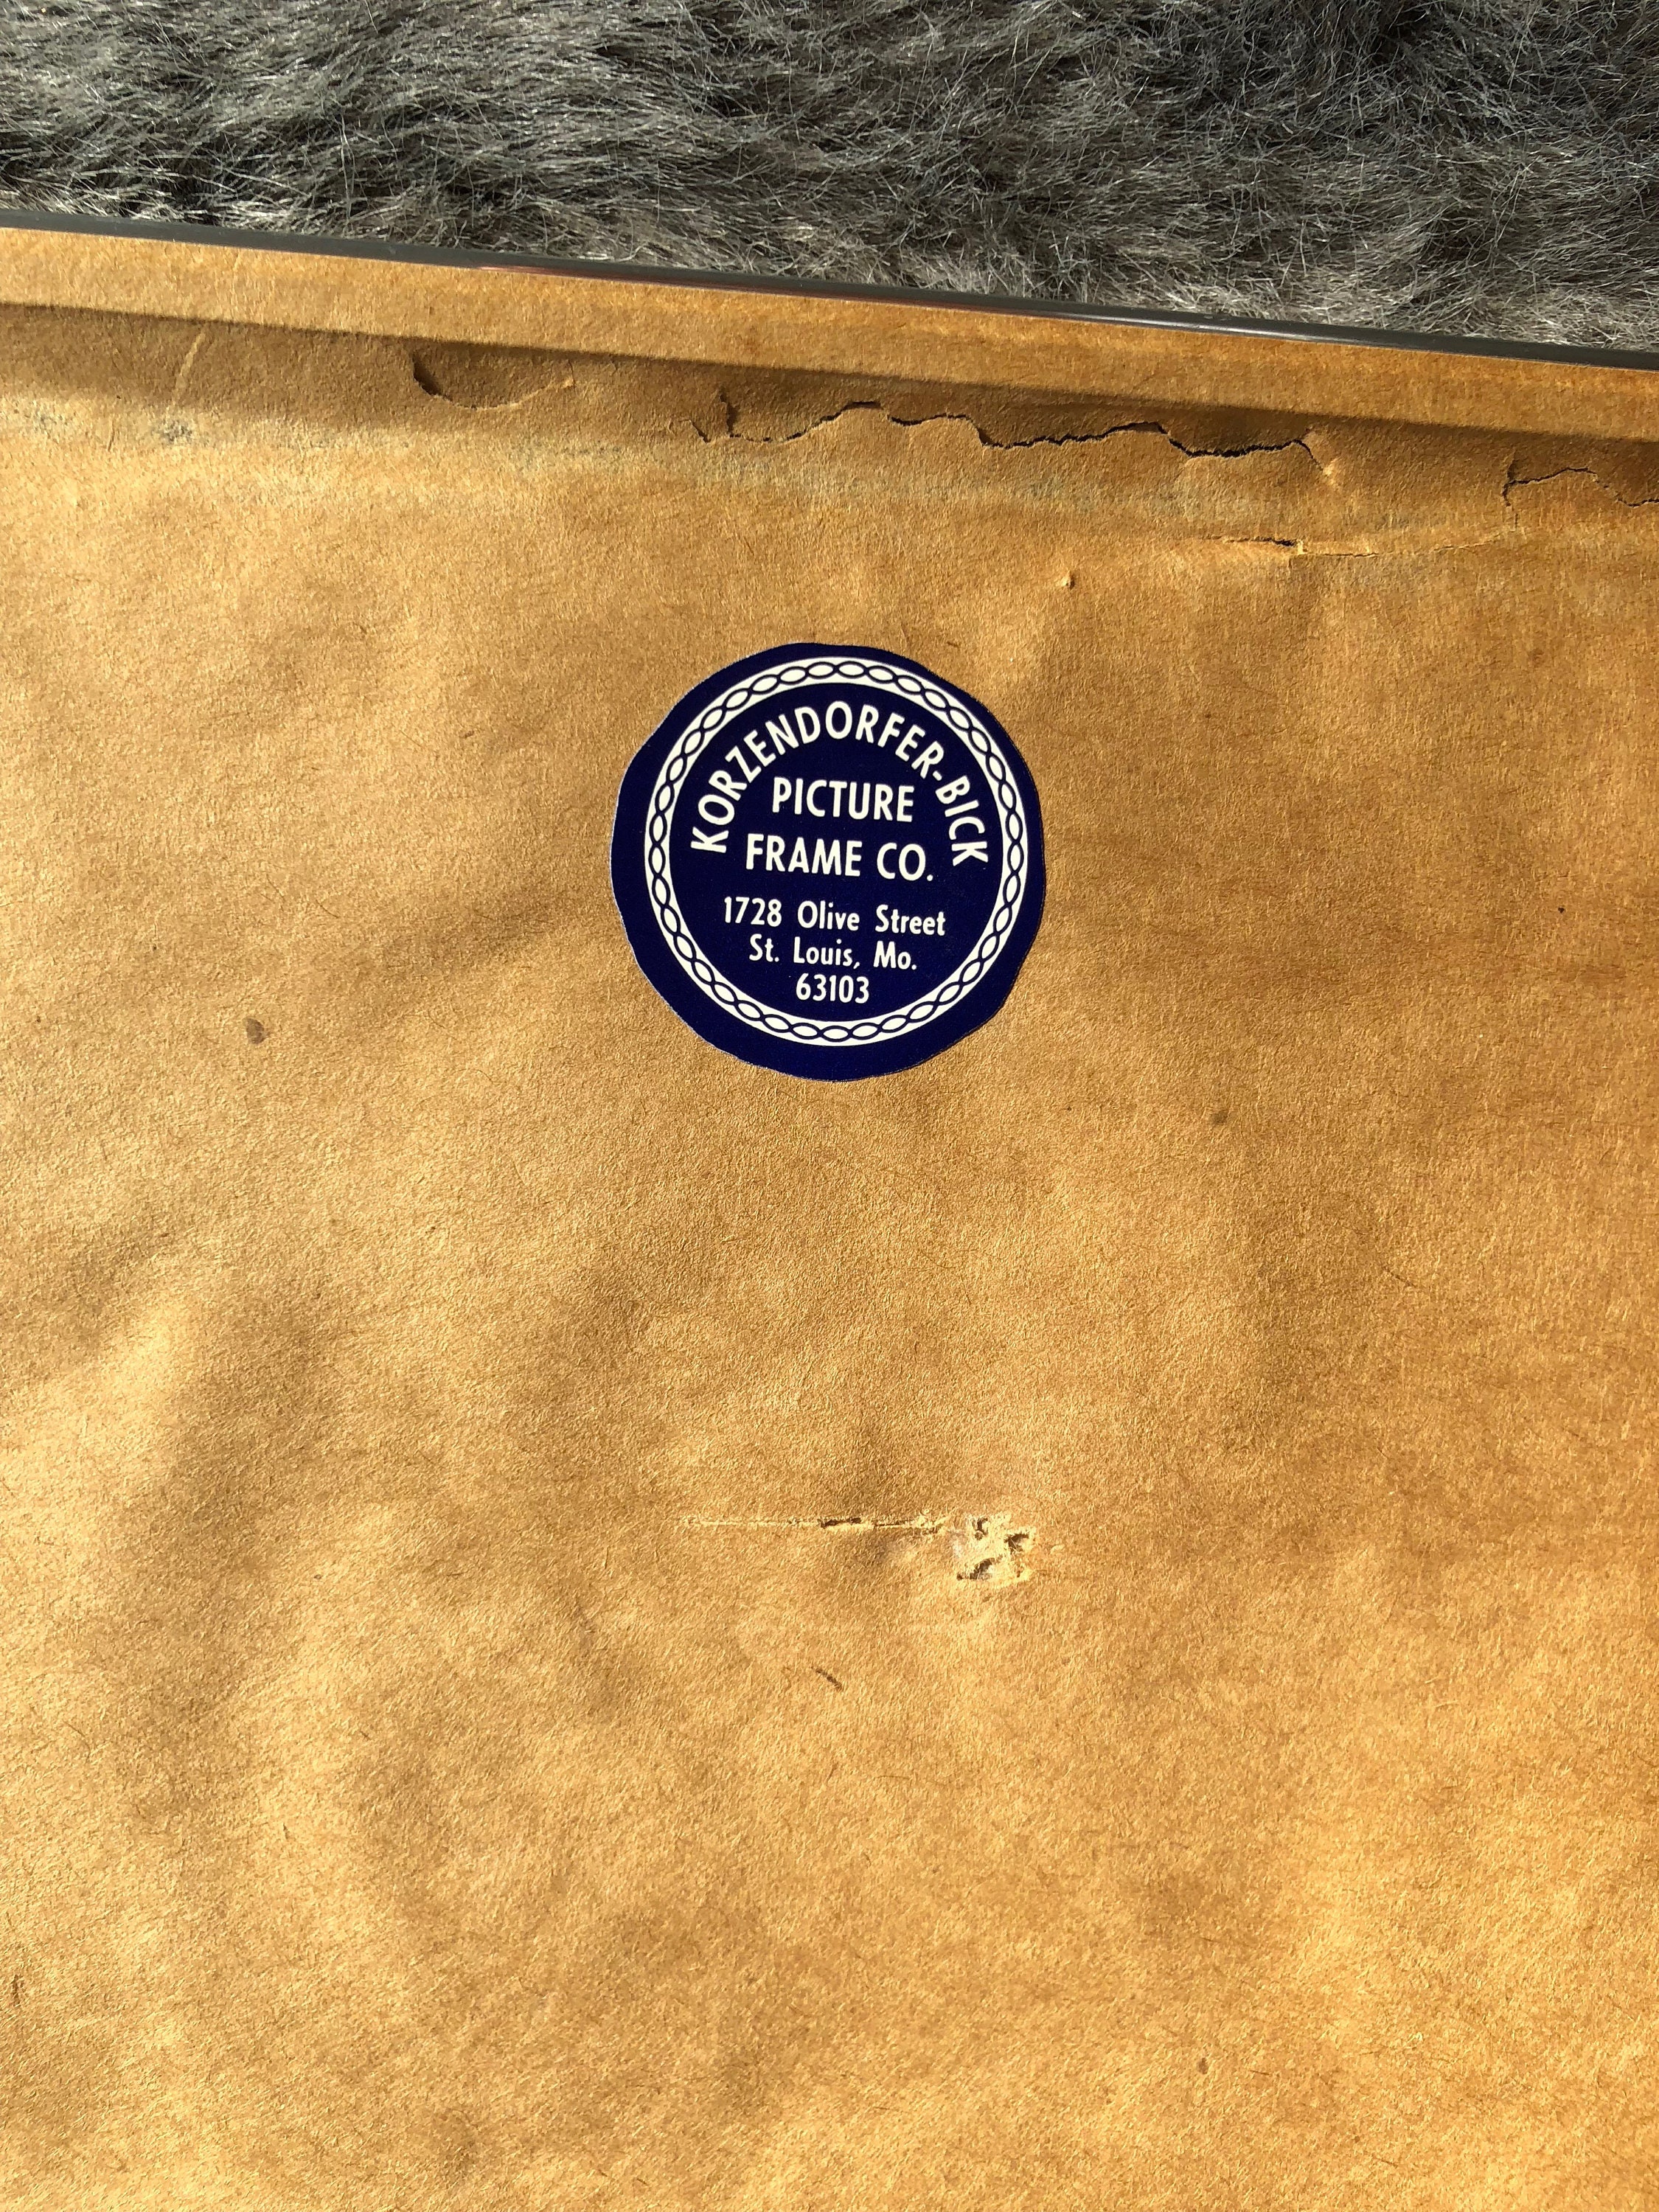 KORZENDORFER-BICK
PICTURE
FRAME CO.
1728 Olive Street
St. Louis, Mo.
63103